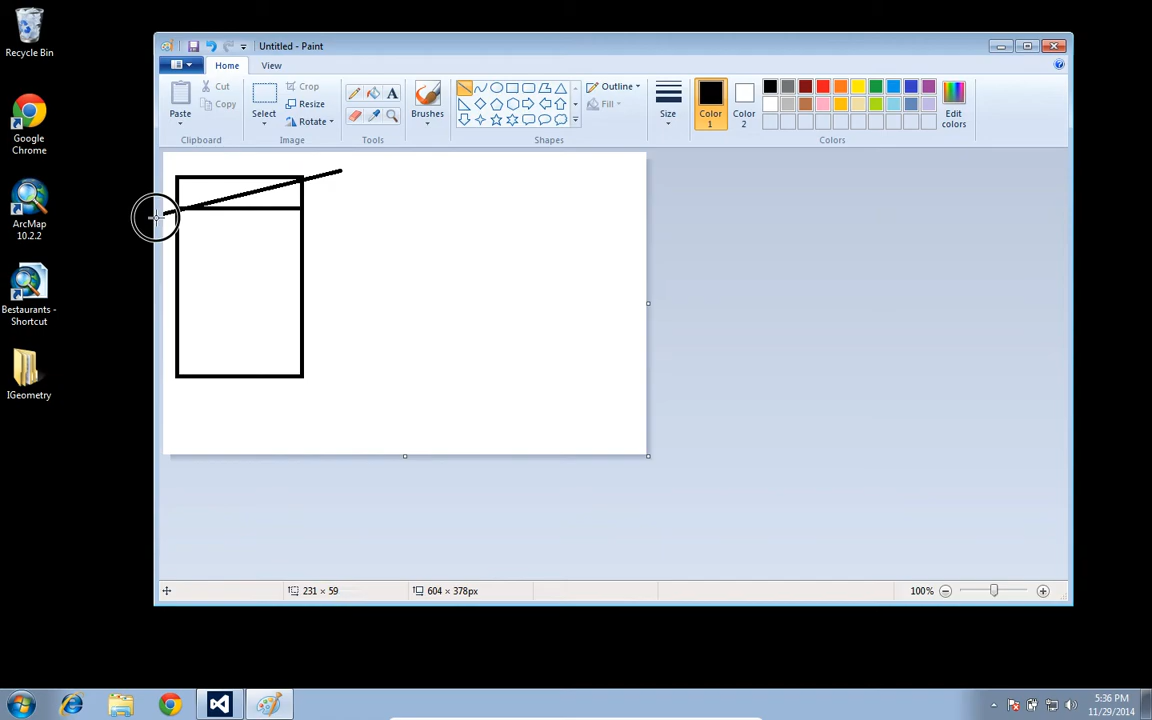 Recycle Bin
Google
Chrome
ArcMap
10.2.2
Bestaurants -
Shortcut
IGeometry
Untitled - Paint
Home
View
Paste
Cut
Copy
Clipboard
Select
Crop
Resize
Rotate
Image
A
Tools
Brushes
Shapes
Outline
Fill
Size
Color
1
Color
2
Edit
colors
Colors
231 × 59
604 × 378px
100%
5:36 PM
11/29/2014